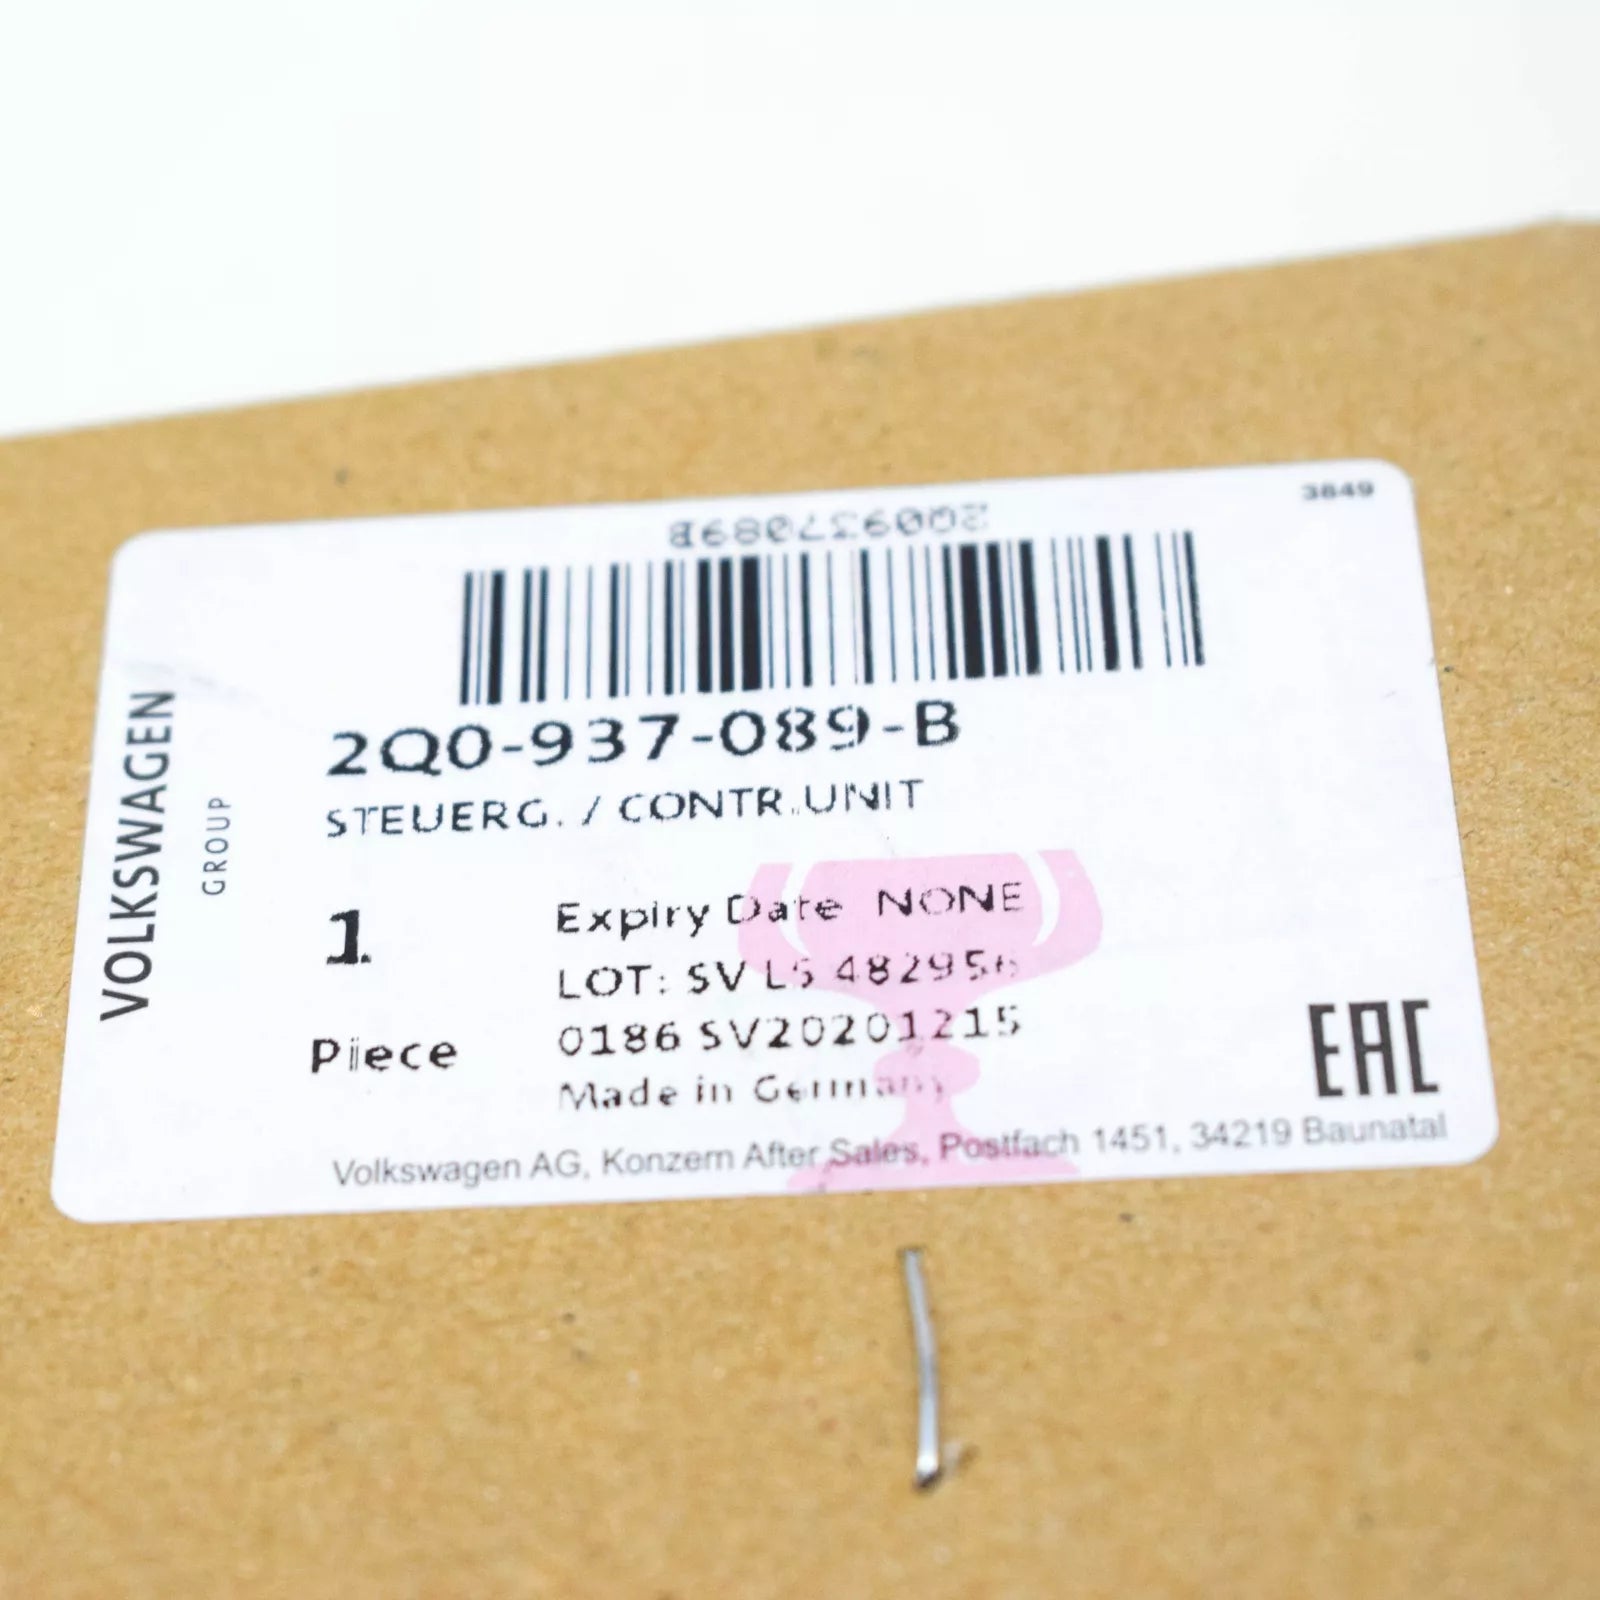 3849
2Q0937089B
2Q0-937-089-B
STEUERG. / CONTR.UNIT
VOLKSWAGEN
GROUP
1
Piece
Expiry Date NONE
LOT: SV LS 482956
0186 SV20201215
Made in Germany
EAC
Volkswagen AG, Konzern After Sales, Postfach 1451, 34219 Baunatal